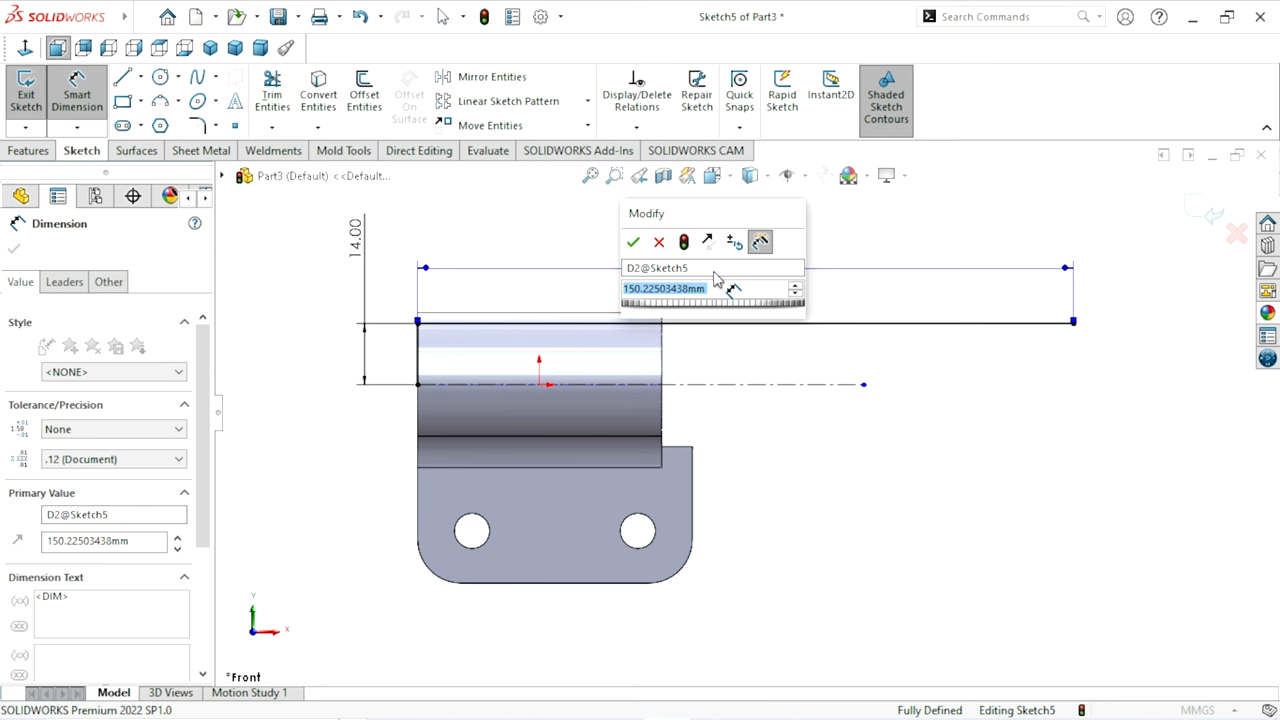 SOLIDWORKS
Sketch5 of Part3 *
Search Commands
Exit Sketch
Smart Dimension
Trim Entities
Convert Entities
Offset Entities
Offset On Surface
Mirror Entities
Linear Sketch Pattern
Move Entities
Display/Delete Relations
Repair Sketch
Quick Snaps
Rapid Sketch
Instant2D
Shaded Sketch Contours
Features
Sketch
Surfaces
Sheet Metal
Weldments
Mold Tools
Direct Editing
Evaluate
SOLIDWORKS Add-Ins
SOLIDWORKS CAM
Part3 (Default) <<Default...
Dimension
Value
Leaders
Other
Style
<NONE>
Tolerance/Precision
None
.12 (Document)
Primary Value
D2@Sketch5
150.22503438mm
Dimension Text
<DIM>
Modify
D2@Sketch5
150.22503438mm
14.00
Y
X
*Front
Model
3D Views
Motion Study 1
SOLIDWORKS Premium 2022 SP1.0
Fully Defined
Editing Sketch5
MMGS